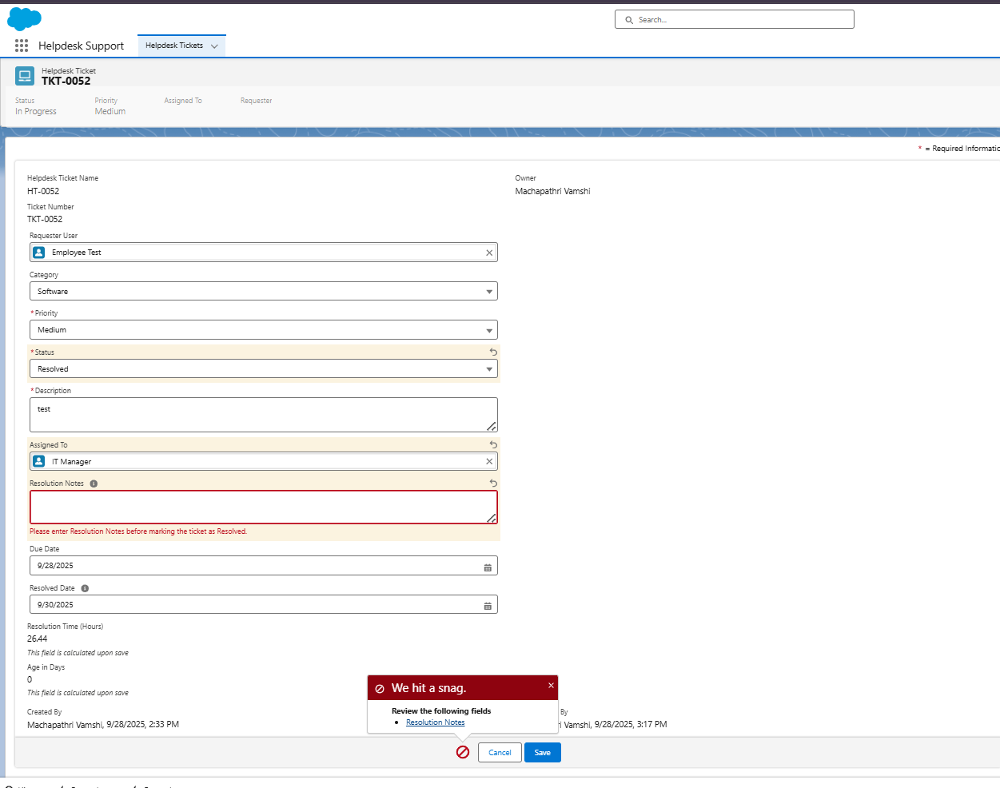 Search...
Helpdesk Support
Helpdesk Tickets
Helpdesk Ticket
TKT-0052
Status
Priority
Assigned To
Requester
In Progress
Medium
* = Required Informatio
Helpdesk Ticket Name
HT-0052
Owner
Machapathri Vamshi
Ticket Number
TKT-0052
Requester User
Employee Test
Category
Software
*Priority
Medium
*Status
Resolved
*Description
test
Assigned To
IT Manager
Resolution Notes
Please enter Resolution Notes before marking the ticket as Resolved.
Due Date
9/28/2025
Resolved Date
9/30/2025
Resolution Time (Hours)
26.44
This field is calculated upon save
Age in Days
0
This field is calculated upon save
We hit a snag.
Review the following fields
Resolution Notes
Created By
Machapathri Vamshi, 9/28/2025, 2:33 PM
By
i Vamshi, 9/28/2025, 3:17 PM
Cancel
Save